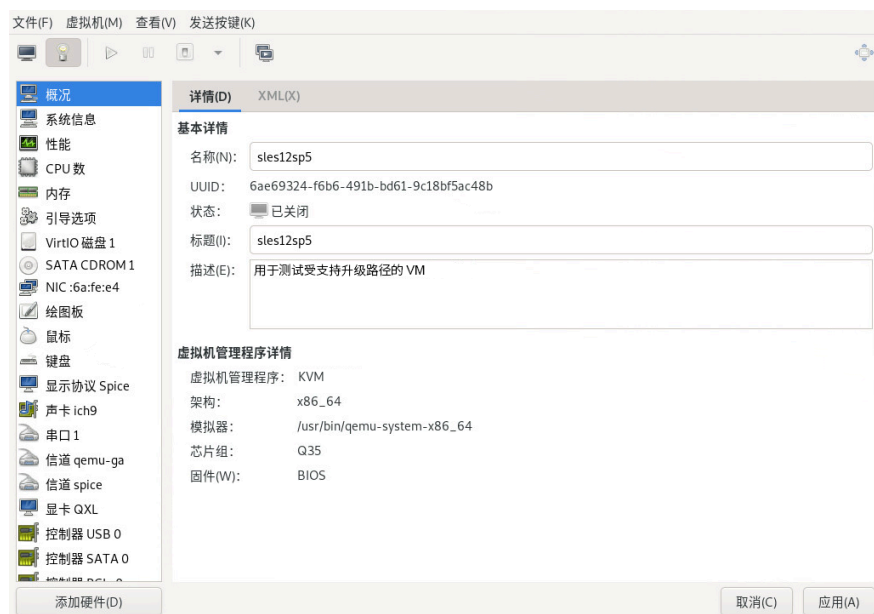 文件(F) 虚拟机(M) 查看(V) 发送按键(K)
概况
系统信息
性能
CPU 数
内存
引导选项
VirtIO 磁盘 1
SATA CDROM 1
NIC :6a:fe:e4
绘图板
鼠标
键盘
显示协议 Spice
声卡 ich9
串口 1
信道 qemu-ga
信道 spice
显卡 QXL
控制器 USB 0
控制器 SATA 0
添加硬件(D)
详情(D) XML(X)
基本详情
名称(N): sles12sp5
UUID: 6ae69324-f6b6-491b-bd61-9c18bf5ac48b
状态: 已关闭
标题(I): sles12sp5
描述(E): 用于测试受支持升级路径的 VM
虚拟机管理程序详情
虚拟机管理程序: KVM
架构: x86_64
模拟器: /usr/bin/qemu-system-x86_64
芯片组: Q35
固件(W): BIOS
取消(C) 应用(A)